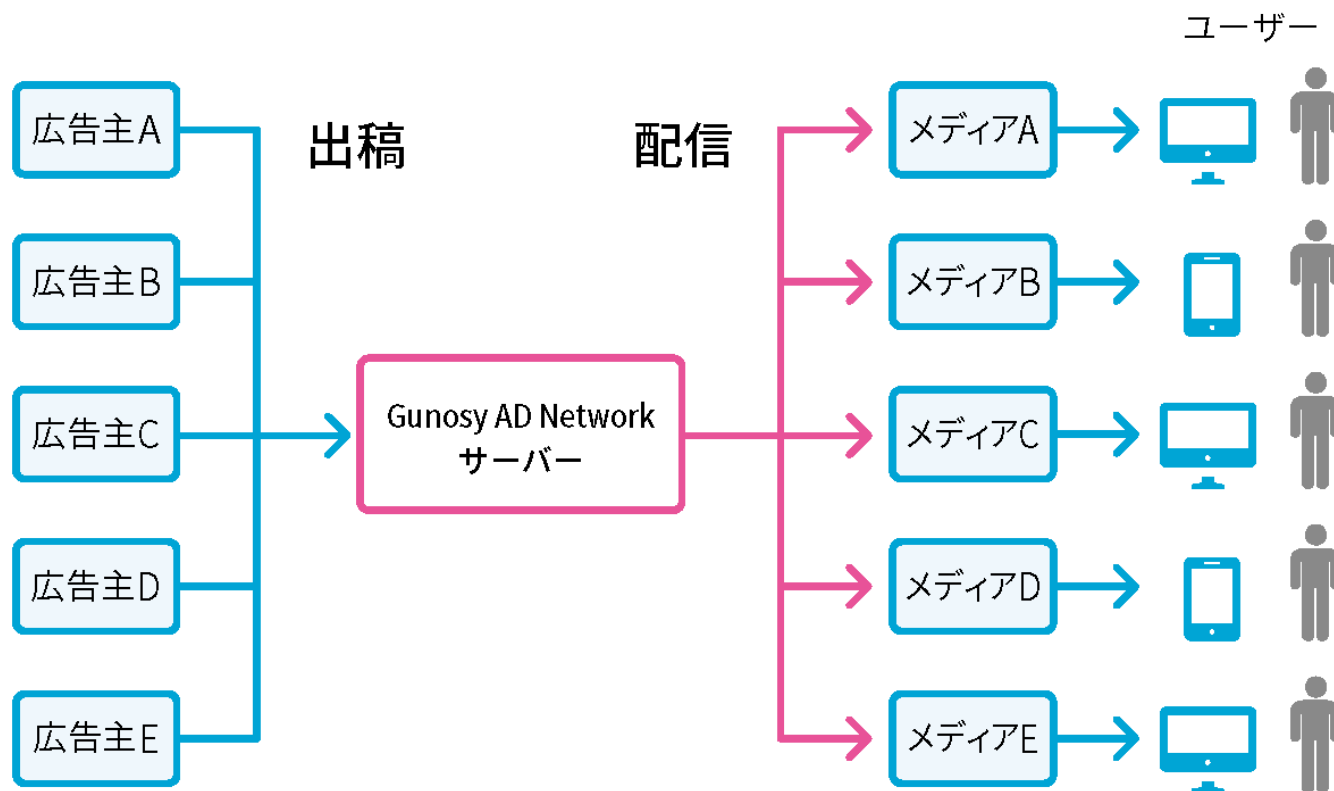 ユーザー
広告主A
出稿
配信
メディアA
広告主B
メディアB
広告主C
Gunosy AD Network
サーバー
メディアC
広告主D
メディアD
広告主E
メディアE